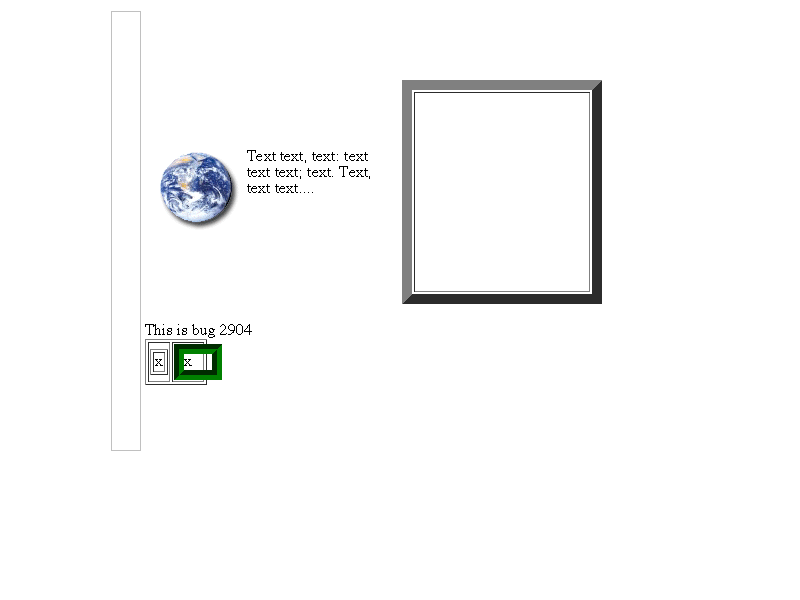 Text text, text: text
text text; text. Text,
text text....
This is bug 2904
x x